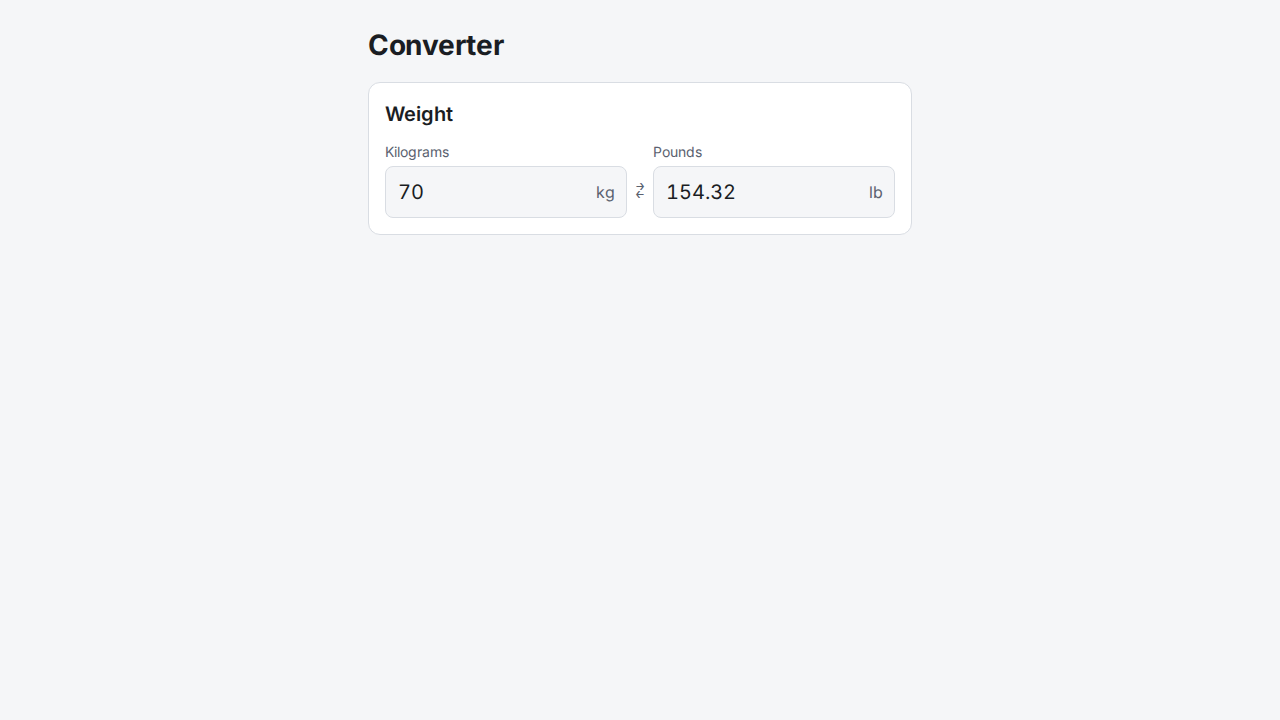 Converter
Weight
Kilograms
70 kg
⇄
Pounds
154.32 lb